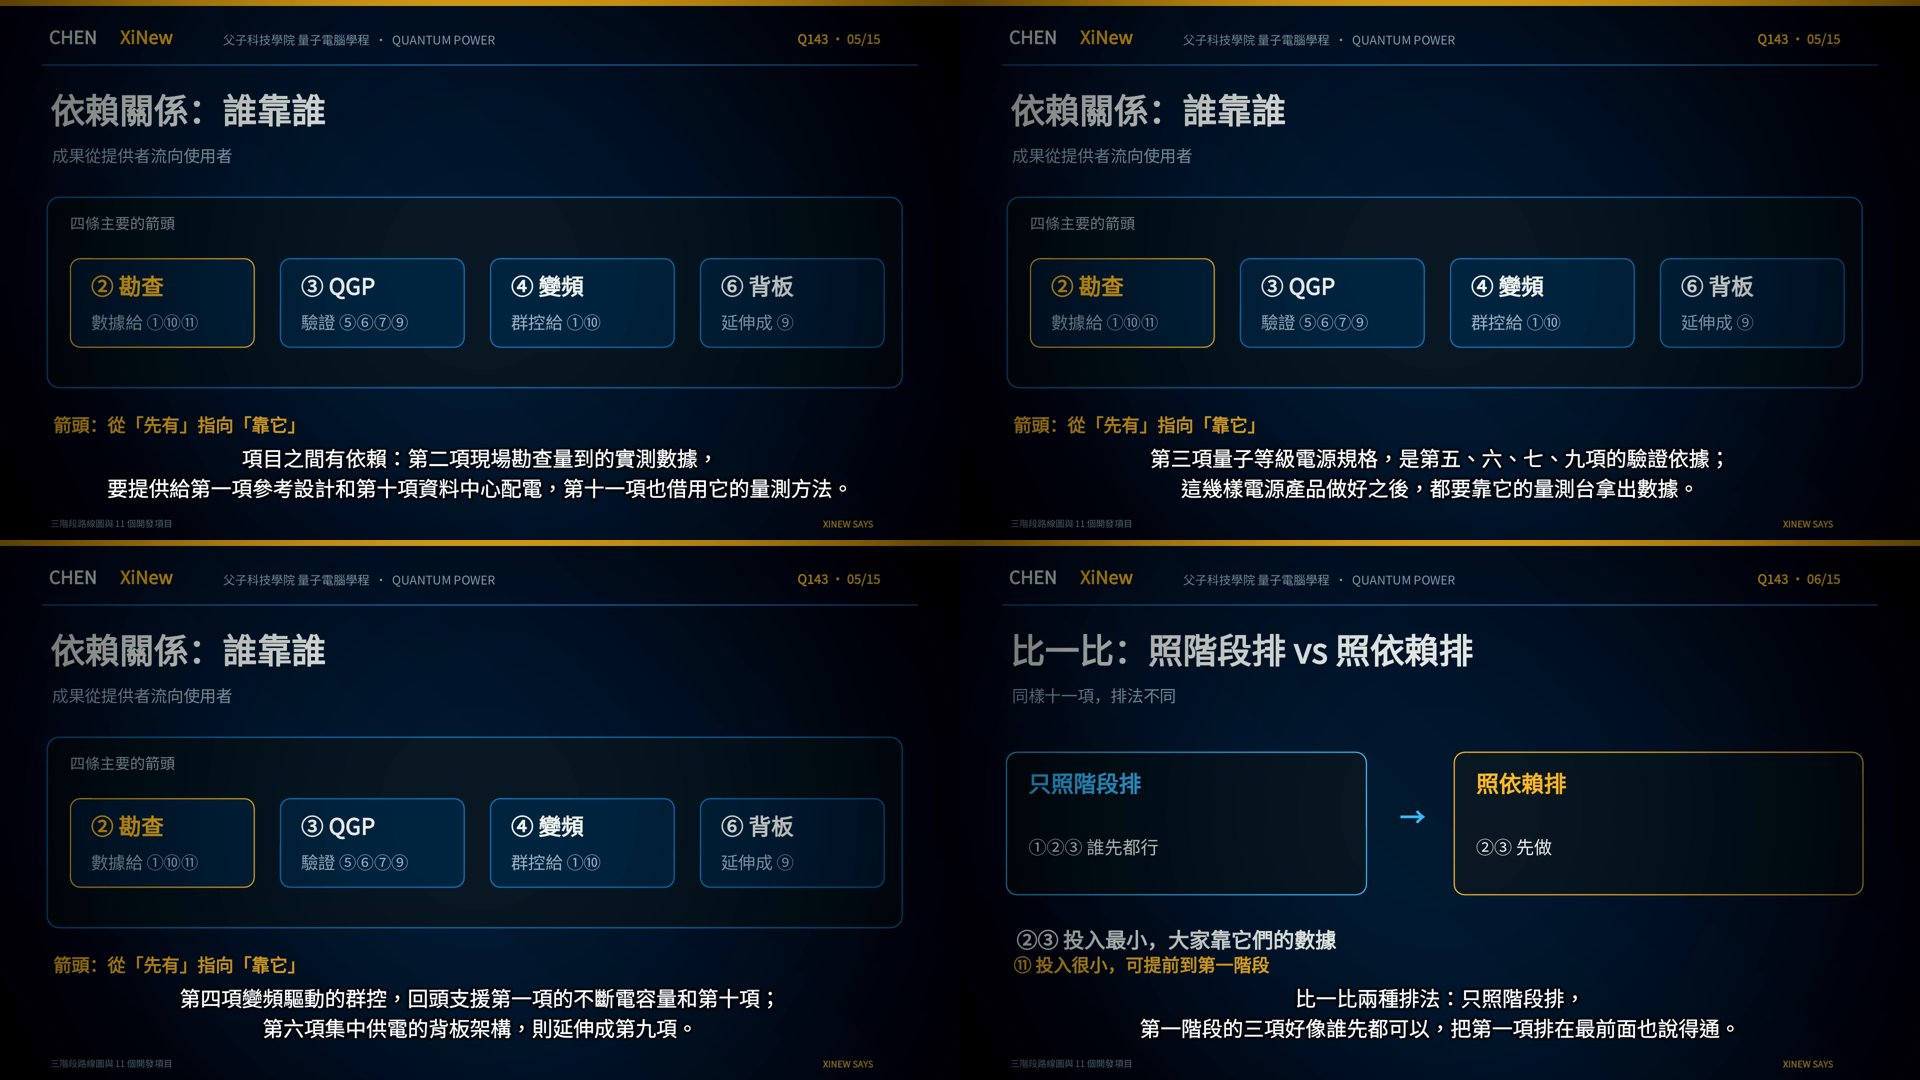 CHEN XiNew 父子科技學院 量子電腦學程 · QUANTUM POWER Q143 · 05/15
依賴關係：誰靠誰
成果從提供者流向使用者
四條主要的箭頭
② 勘查 ③ QGP ④ 變頻 ⑥ 背板
數據給 ①⑩⑪ 驗證 ⑤⑥⑦⑨ 群控給 ①⑩ 延伸成 ⑨
箭頭：從「先有」指向「靠它」
項目之間有依賴：第二項現場勘查量到的實測數據，
要提供給第一項參考設計和第十項資料中心配電，第十一項也借用它的量測方法。
三階段路線圖與 11 個開發項目 XINEW SAYS
CHEN XiNew 父子科技學院 量子電腦學程 · QUANTUM POWER Q143 · 05/15
依賴關係：誰靠誰
成果從提供者流向使用者
四條主要的箭頭
② 勘查 ③ QGP ④ 變頻 ⑥ 背板
數據給 ①⑩⑪ 驗證 ⑤⑥⑦⑨ 群控給 ①⑩ 延伸成 ⑨
箭頭：從「先有」指向「靠它」
第三項量子等級電源規格，是第五、六、七、九項的驗證依據；
這幾樣電源產品做好之後，都要靠它的量測台拿出數據。
三階段路線圖與 11 個開發項目 XINEW SAYS
CHEN XiNew 父子科技學院 量子電腦學程 · QUANTUM POWER Q143 · 05/15
依賴關係：誰靠誰
成果從提供者流向使用者
四條主要的箭頭
② 勘查 ③ QGP ④ 變頻 ⑥ 背板
數據給 ①⑩⑪ 驗證 ⑤⑥⑦⑨ 群控給 ①⑩ 延伸成 ⑨
箭頭：從「先有」指向「靠它」
第四項變頻驅動的群控，回頭支援第一項的不斷電容量和第十項；
第六項集中供電的背板架構，則延伸成第九項。
三階段路線圖與 11 個開發項目 XINEW SAYS
CHEN XiNew 父子科技學院 量子電腦學程 · QUANTUM POWER Q143 · 06/15
比一比：照階段排 vs 照依賴排
同樣十一項，排法不同
只照階段排 → 照依賴排
①②③ 誰先都行 ②③ 先做
②③ 投入最小，大家靠它們的數據
⑪ 投入很小，可提前到第一階段
比一比兩種排法：只照階段排，
第一階段的三項好像誰先都可以，把第一項排在最前面也說得通。
三階段路線圖與 11 個開發項目 XINEW SAYS